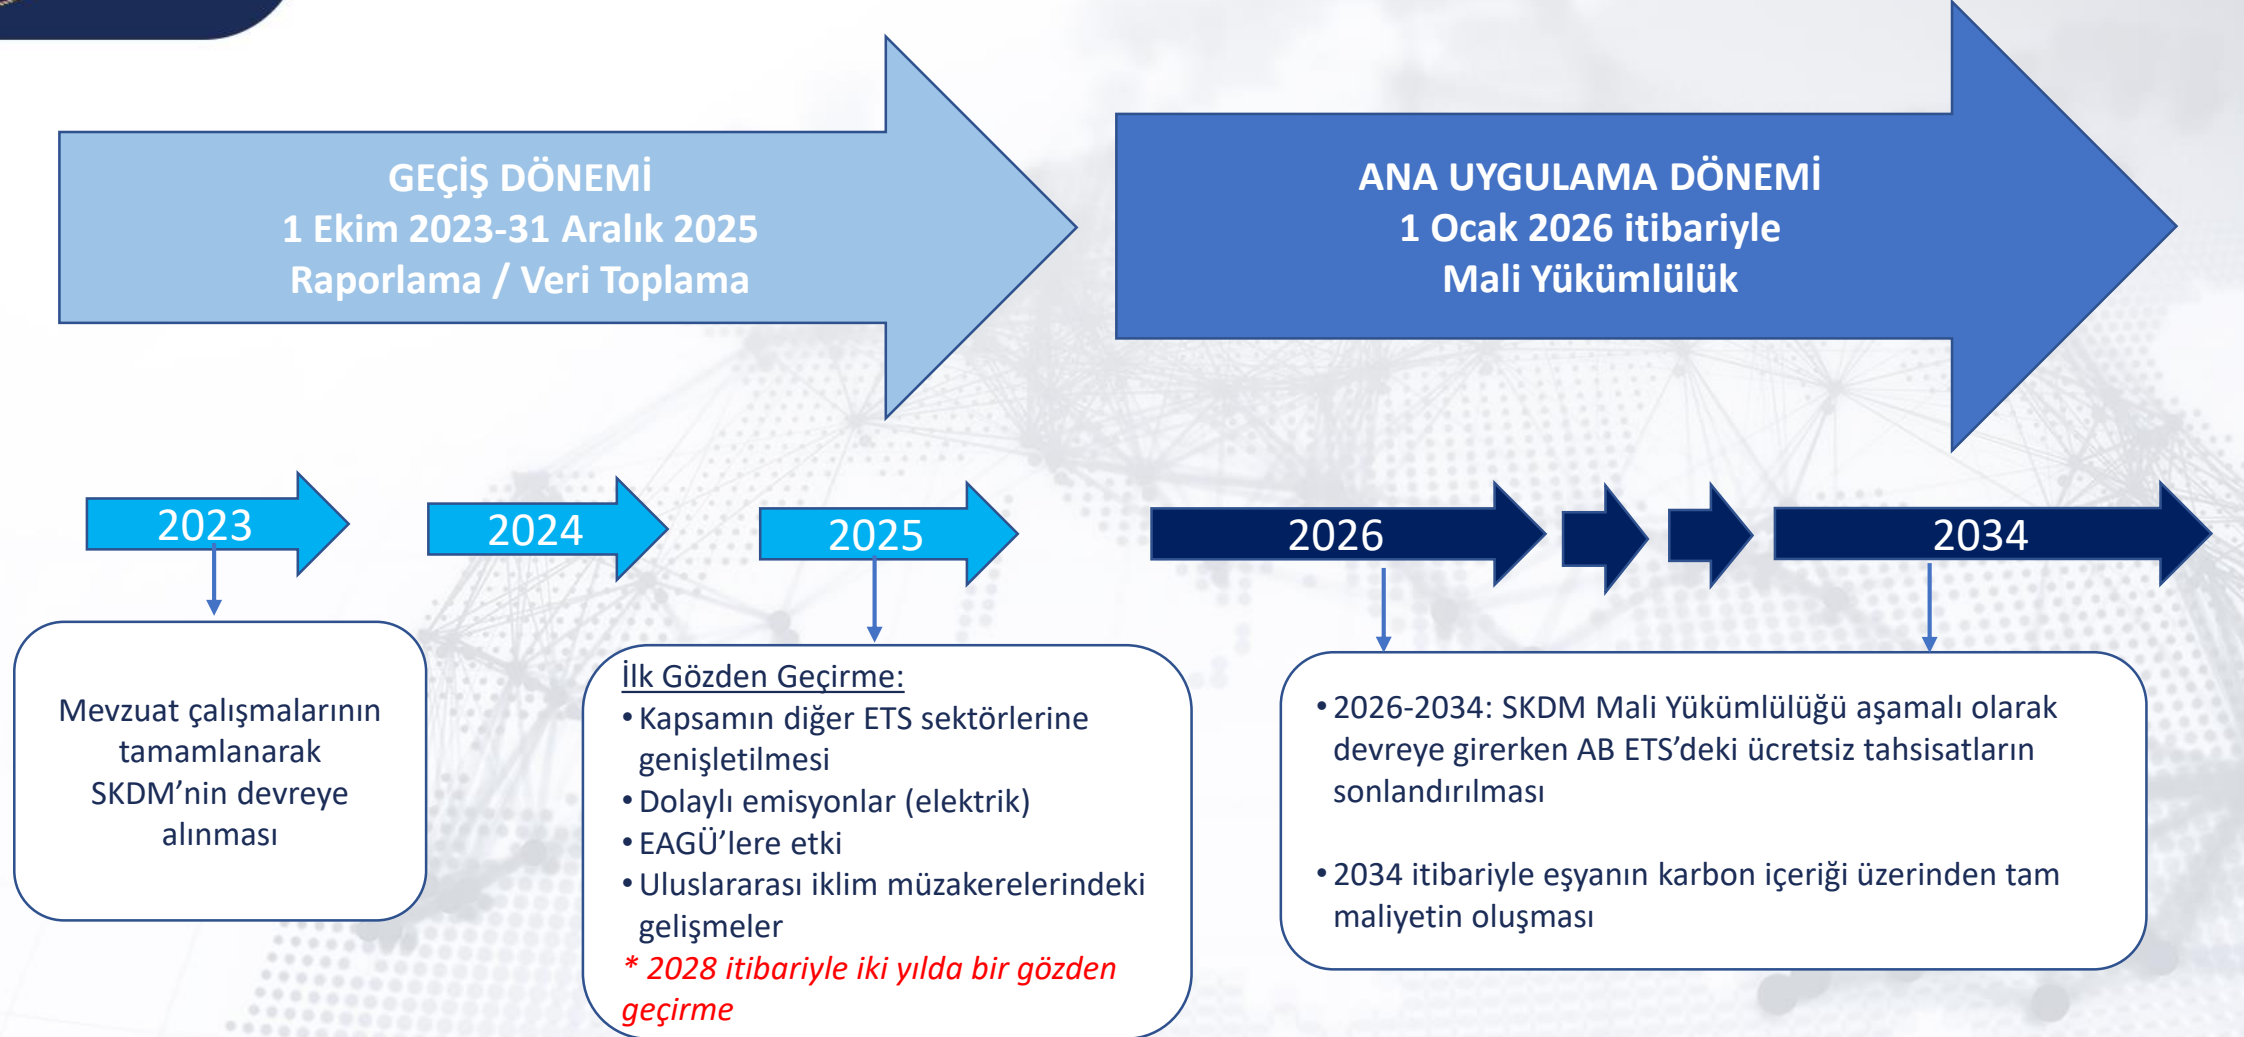 GEÇİŞ DÖNEMİ
1 Ekim 2023-31 Aralık 2025
Raporlama / Veri Toplama
ANA UYGULAMA DÖNEMİ
1 Ocak 2026 itibariyle
Mali Yükümlülük
2023
2024
2025
2026
2034
Mevzuat çalışmalarının
tamamlanarak
SKDM’nin devreye
alınması
İlk Gözden Geçirme:
• Kapsamın diğer ETS sektörlerine
genişletilmesi
• Dolaylı emisyonlar (elektrik)
• EAGÜ’lere etki
• Uluslararası iklim müzakerelerindeki
gelişmeler
* 2028 itibariyle iki yılda bir gözden
geçirme
• 2026-2034: SKDM Mali Yükümlülüğü aşamalı olarak
devreye girerken AB ETS’deki ücretsiz tahsisatların
sonlandırılması
• 2034 itibariyle eşyanın karbon içeriği üzerinden tam
maliyetin oluşması